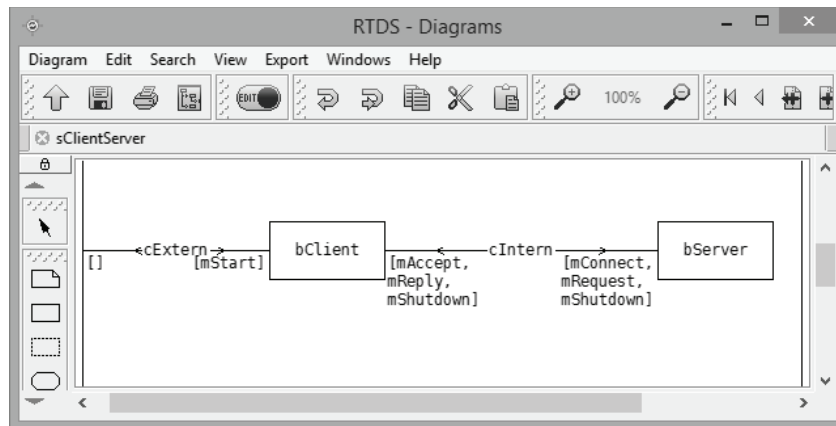 RTDS - Diagrams
Diagram Edit Search View Export Windows Help
EDIT
100%
sClientServer
cExtern
bClient
cIntern
bServer
[]
[mStart]
[mAccept,
mReply,
mShutdown]
[mConnect,
mRequest,
mShutdown]